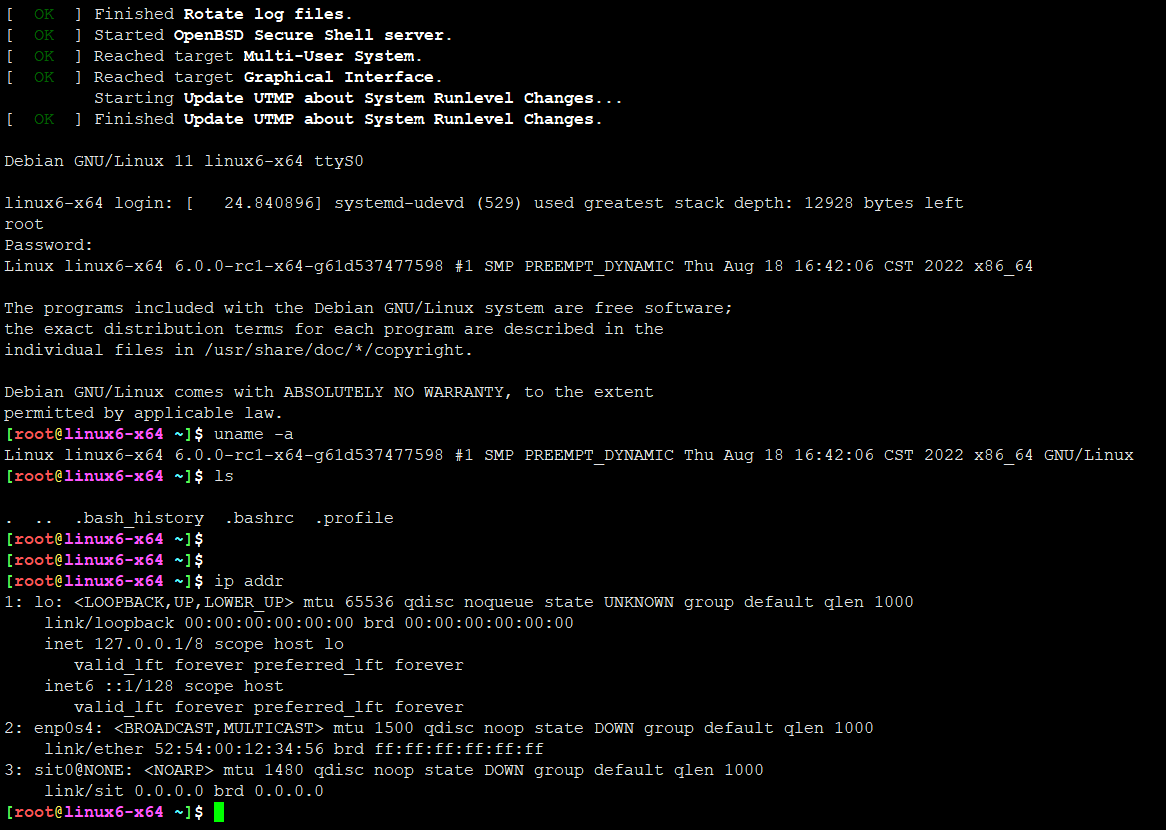 [  OK  ] Finished Rotate log files.
[  OK  ] Started OpenBSD Secure Shell server.
[  OK  ] Reached target Multi-User System.
[  OK  ] Reached target Graphical Interface.
         Starting Update UTMP about System Runlevel Changes...
[  OK  ] Finished Update UTMP about System Runlevel Changes.
Debian GNU/Linux 11 linux6-x64 ttyS0
linux6-x64 login: [   24.840896] systemd-udevd (529) used greatest stack depth: 12928 bytes left
root
Password:
Linux linux6-x64 6.0.0-rc1-x64-g61d537477598 #1 SMP PREEMPT_DYNAMIC Thu Aug 18 16:42:06 CST 2022 x86_64
The programs included with the Debian GNU/Linux system are free software;
the exact distribution terms for each program are described in the
individual files in /usr/share/doc/*/copyright.
Debian GNU/Linux comes with ABSOLUTELY NO WARRANTY, to the extent
permitted by applicable law.
[root@linux6-x64 ~]$ uname -a
Linux linux6-x64 6.0.0-rc1-x64-g61d537477598 #1 SMP PREEMPT_DYNAMIC Thu Aug 18 16:42:06 CST 2022 x86_64 GNU/Linux
[root@linux6-x64 ~]$ ls
.  ..  .bash_history  .bashrc  .profile
[root@linux6-x64 ~]$
[root@linux6-x64 ~]$
[root@linux6-x64 ~]$ ip addr
1: lo: <LOOPBACK,UP,LOWER_UP> mtu 65536 qdisc noqueue state UNKNOWN group default qlen 1000
    link/loopback 00:00:00:00:00:00 brd 00:00:00:00:00:00
    inet 127.0.0.1/8 scope host lo
       valid_lft forever preferred_lft forever
    inet6 ::1/128 scope host
       valid_lft forever preferred_lft forever
2: enp0s4: <BROADCAST,MULTICAST> mtu 1500 qdisc noop state DOWN group default qlen 1000
    link/ether 52:54:00:12:34:56 brd ff:ff:ff:ff:ff:ff
3: sit0@NONE: <NOARP> mtu 1480 qdisc noop state DOWN group default qlen 1000
    link/sit 0.0.0.0 brd 0.0.0.0
[root@linux6-x64 ~]$